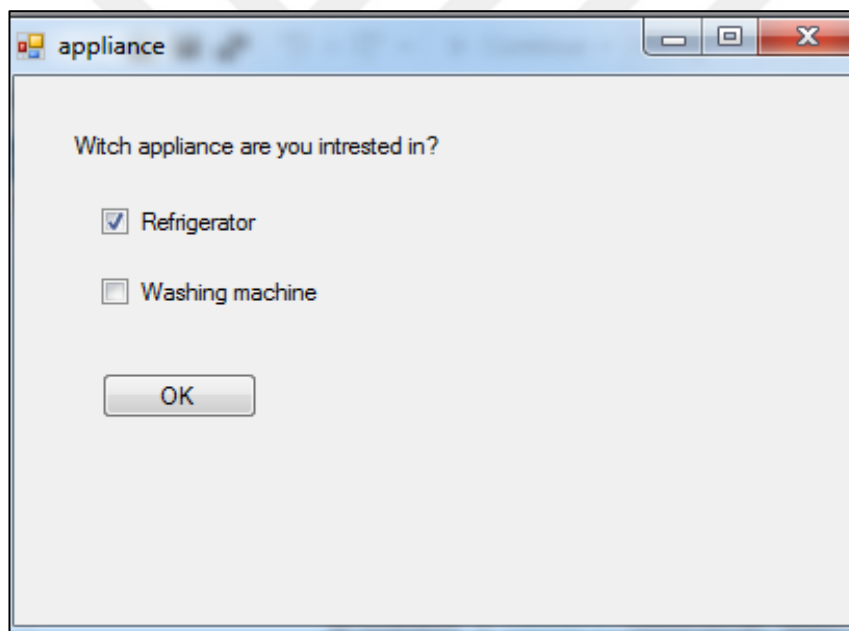 appliance
Witch appliance are you intrested in?
Refrigerator
Washing machine
OK